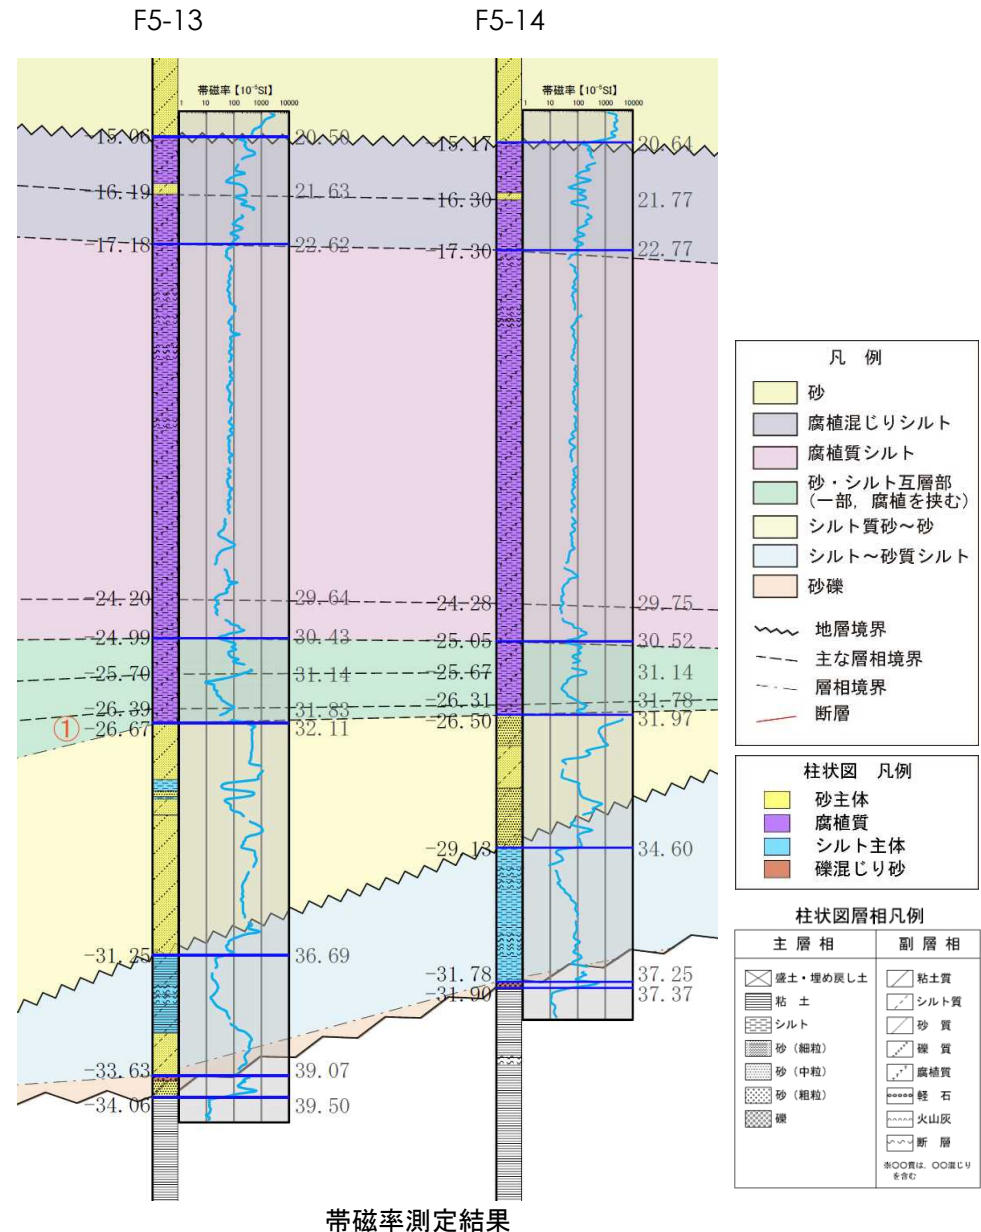 F5-13
F5-14
帯磁率【10⁻⁵SI】
1 10 100 1000 10000
帯磁率【10⁻⁵SI】
1 10 100 1000 10000
-15.06
20.50
-16.19
21.63
-17.18
22.62
-24.20
29.64
-24.99
30.43
-25.70
31.14
-26.39
31.83
①
-26.67
32.11
-31.25
36.69
-33.63
39.07
-34.06
39.50
-15.17
20.64
-16.30
21.77
-17.30
22.77
-24.28
29.75
-25.05
30.52
-25.67
31.14
-26.31
31.78
-26.50
31.97
-29.13
34.60
-31.78
37.25
-31.90
37.37
凡 例
砂
腐植混じりシルト
腐植質シルト
砂・シルト互層部
(一部, 腐植を挟む)
シルト質砂～砂
シルト～砂質シルト
砂礫
地層境界
主な層相境界
層相境界
断層
柱状図 凡例
砂主体
腐植質
シルト主体
礫混じり砂
柱状図層相凡例
主 層 相
副 層 相
盛土・埋め戻し土
粘 土
シルト
砂（細粒）
砂（中粒）
砂（粗粒）
礫
粘土質
シルト質
砂 質
礫 質
腐植質
軽 石
火山灰
断 層
※〇〇質は、〇〇混じり
を含む
帯磁率測定結果